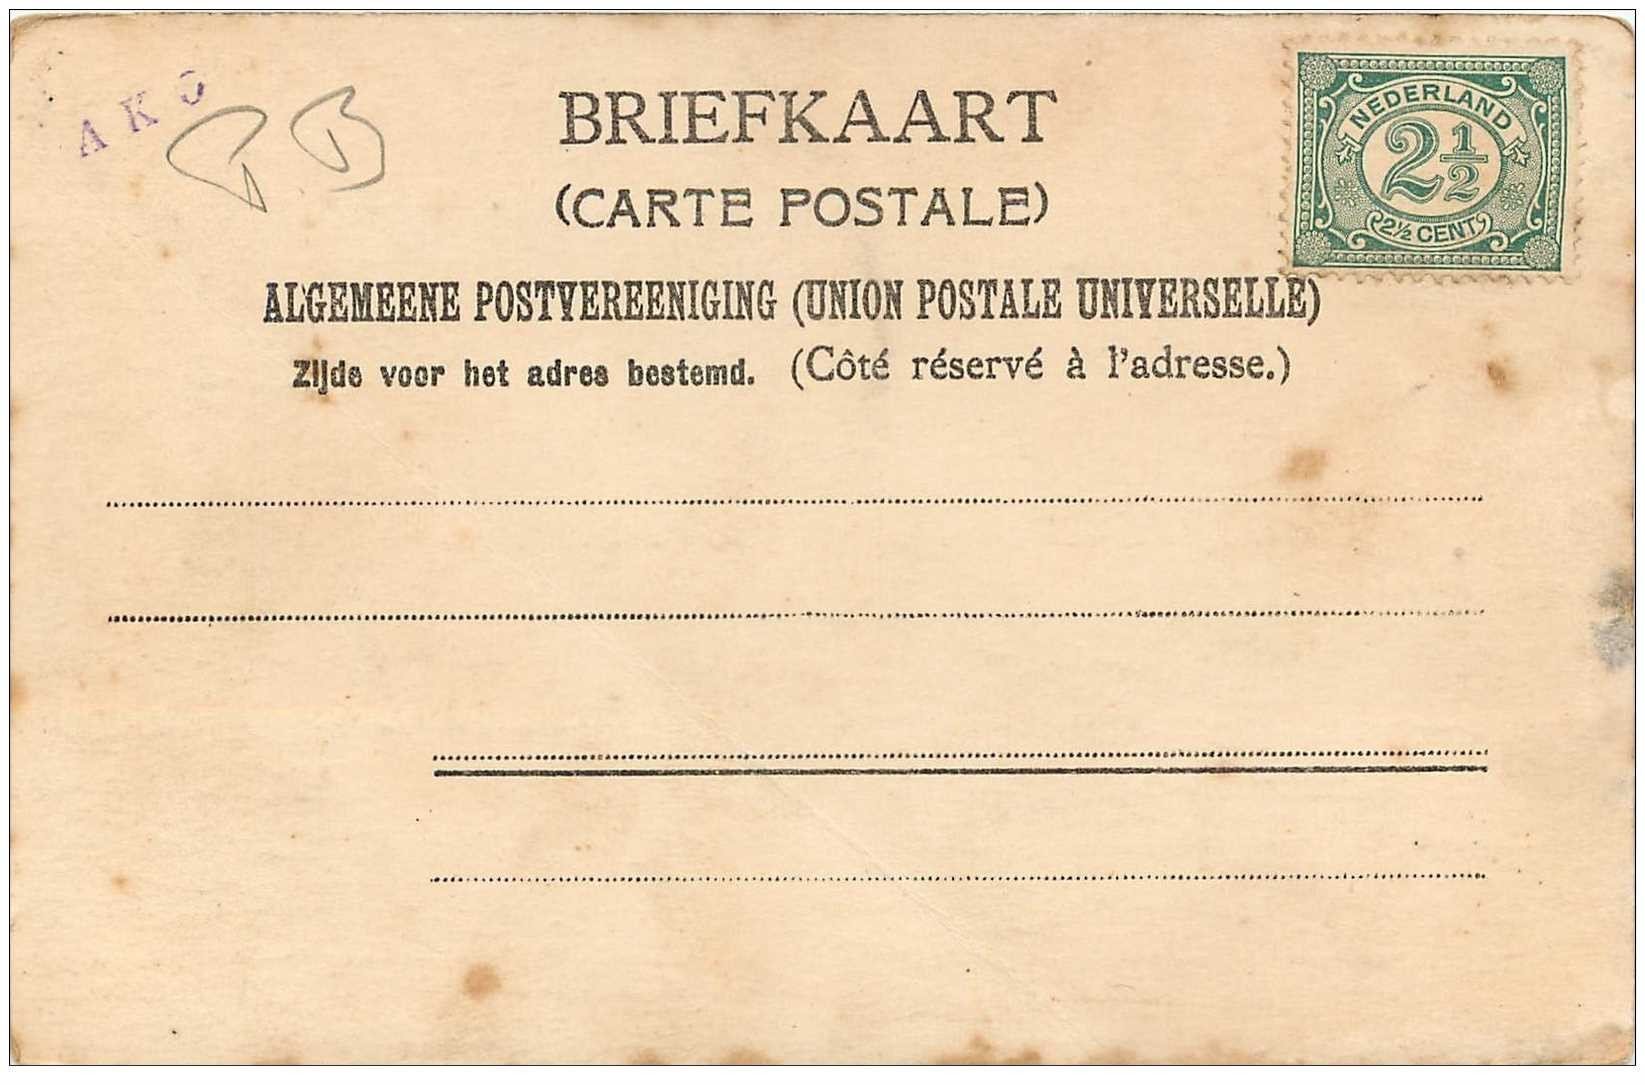 AKO
PB
BRIEFKAART
(CARTE POSTALE)
NEDERLAND
2½
2½ CENT
ALGEMEENE POSTVEREENIGING (UNION POSTALE UNIVERSELLE)
Zijde voor het adres bestemd. (Côté réservé à l'adresse.)